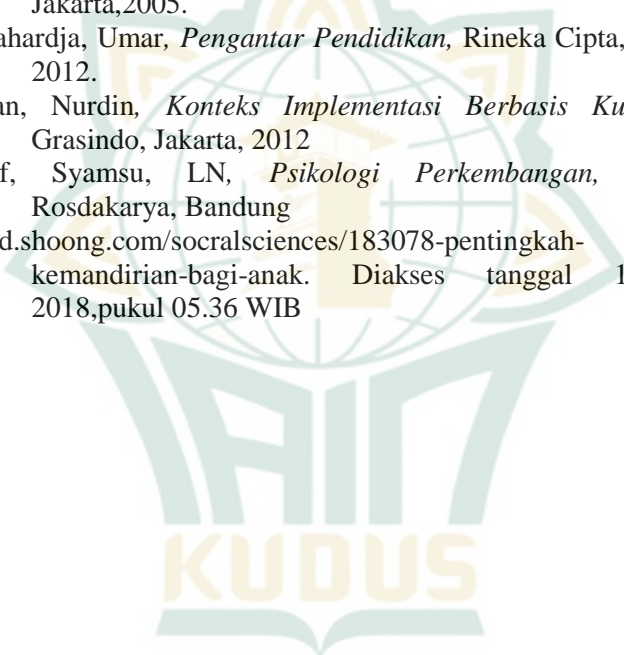 Jakarta,2005.
ahardja, Umar, Pengantar Pendidikan, Rineka Cipta,
2012.
an, Nurdin, Konteks Implementasi Berbasis Ku
Grasindo, Jakarta, 2012
f, Syamsu, LN, Psikologi Perkembangan,
Rosdakarya, Bandung
d.shoong.com/socralsciences/183078-pentingkah-
kemandirian-bagi-anak. Diakses tanggal 1
2018,pukul 05.36 WIB
IAIN
KUDUS